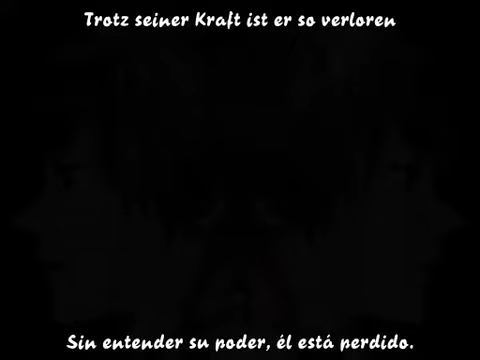 Trotz seiner Kraft ist er so verloren
Sin entender su poder, él está perdido.